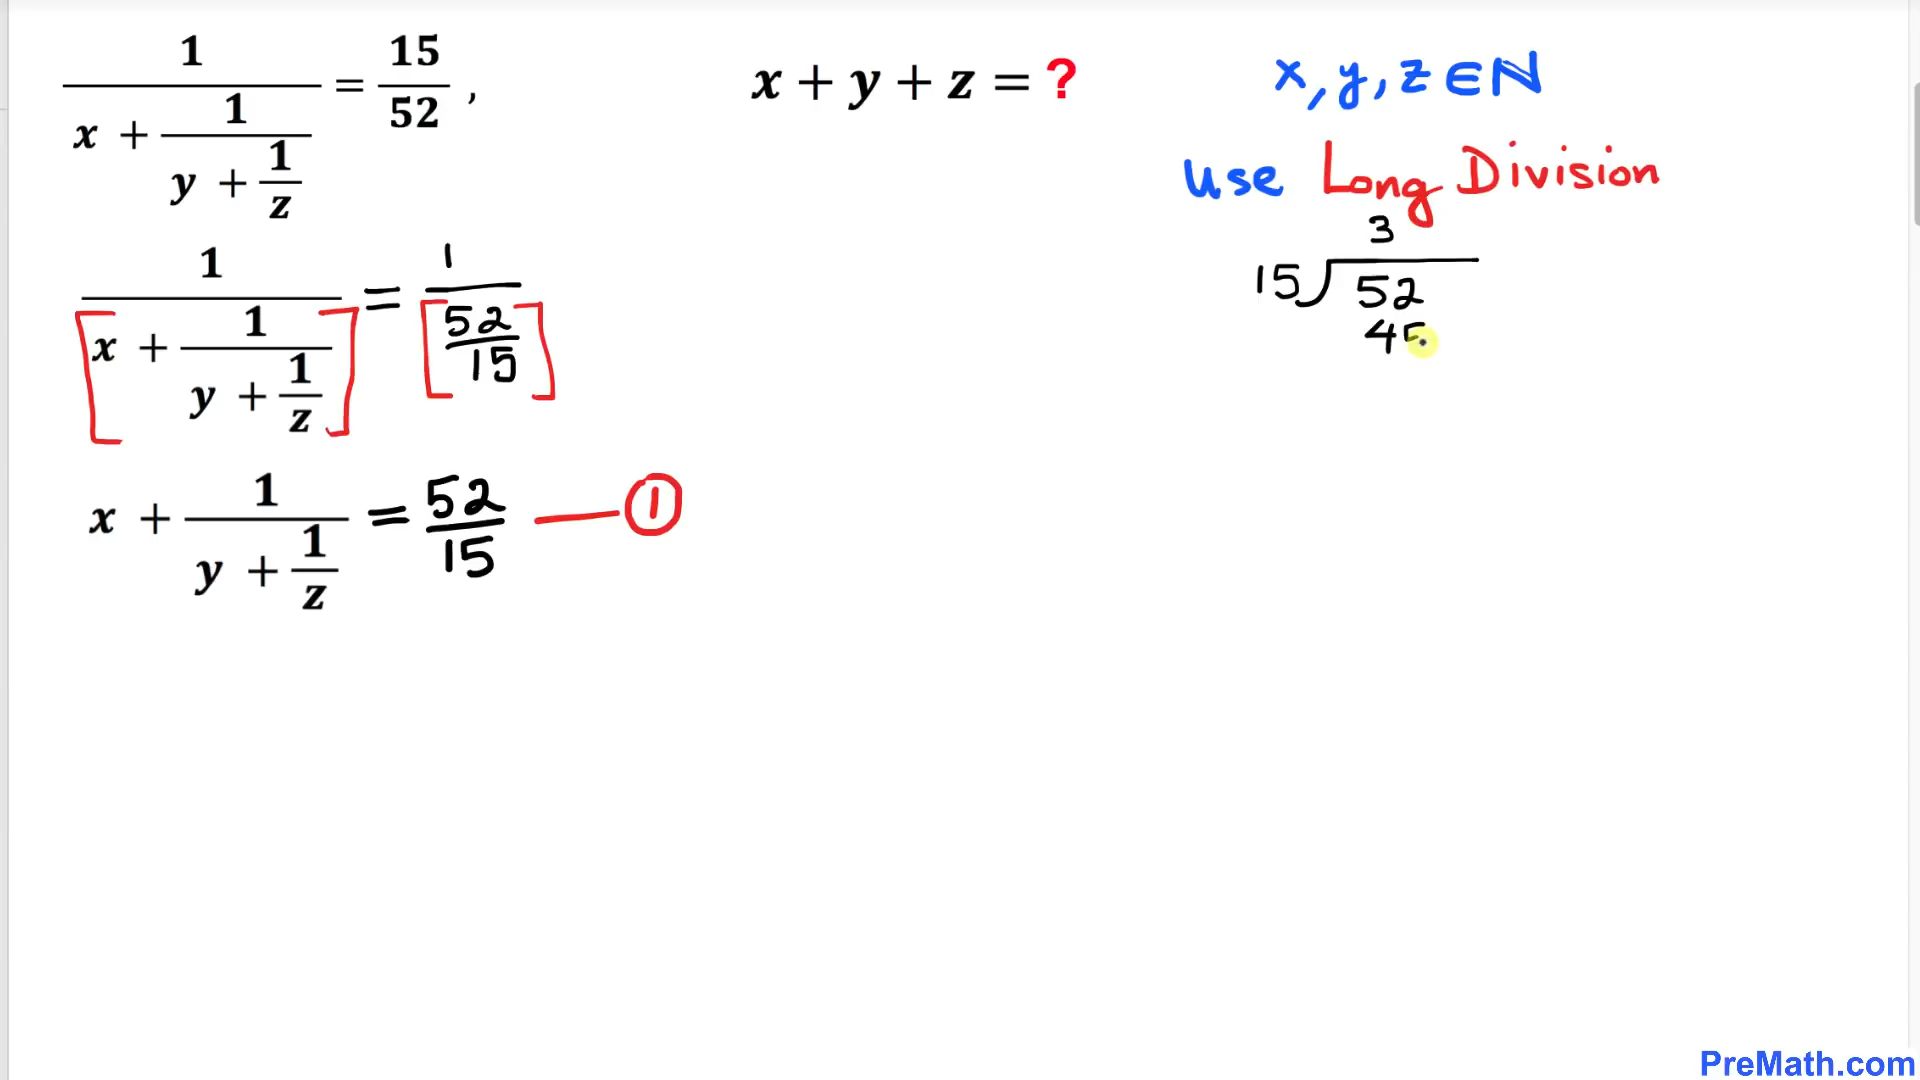 1/(x + 1/(y + 1/z)) = 15/52 ,
x + y + z = ?
x, y, z ∈ N
Use Long Division
3
15 52
45
1/[x + 1/(y + 1/z)] = 1/[52/15]
x + 1/(y + 1/z) = 52/15 — ①
PreMath.com